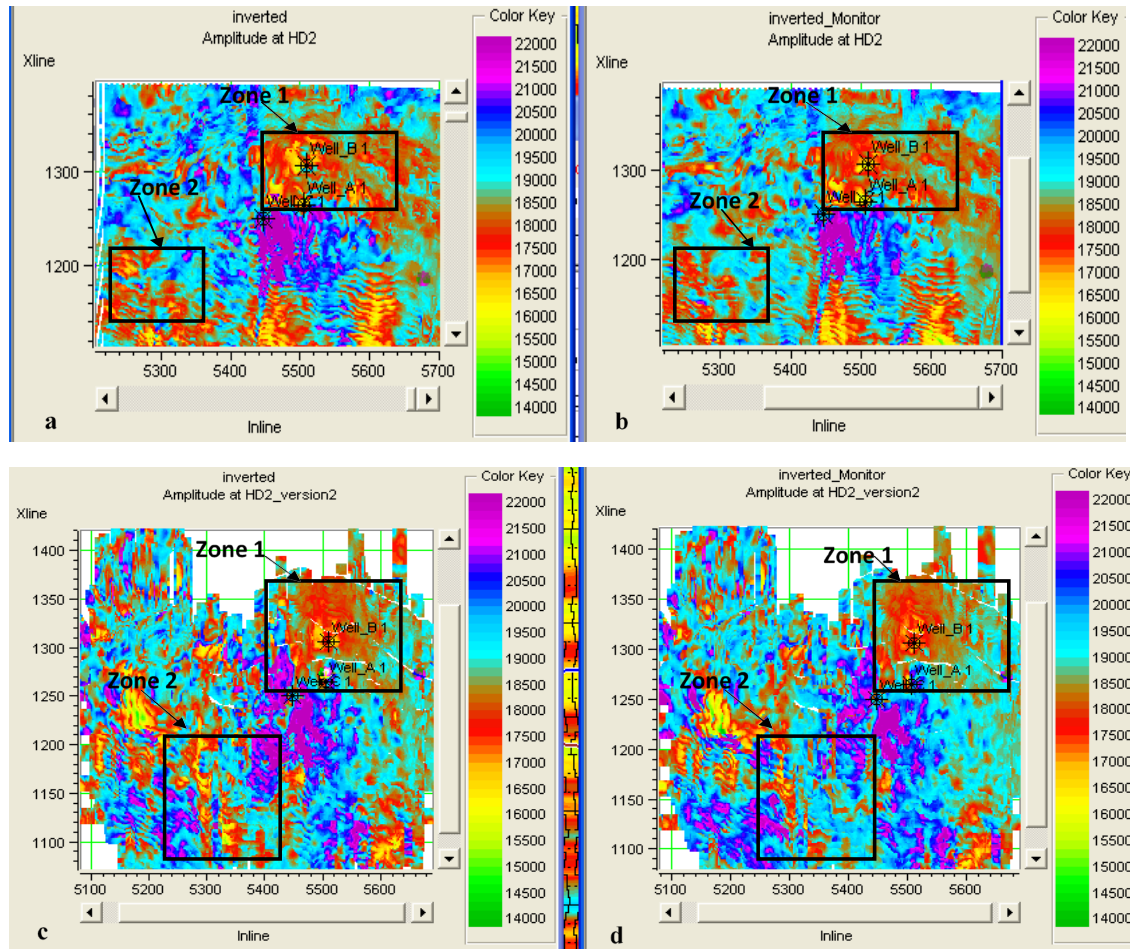 inverted
Amplitude at HD2
Color Key
Xline
Zone 1
Well_B 1
Well_A 1
Zone 2
1300
1200
5300 5400 5500 5600 5700
Inline
a
22000
21500
21000
20500
20000
19500
19000
18500
18000
17500
17000
16500
16000
15500
15000
14500
14000
inverted_Monitor
Amplitude at HD2
Color Key
Xline
Zone 1
Well_B 1
Well_A 1
Zone 2
1300
1200
5300 5400 5500 5600 5700
Inline
b
22000
21500
21000
20500
20000
19500
19000
18500
18000
17500
17000
16500
16000
15500
15000
14500
14000
inverted
Amplitude at HD2_version2
Color Key
Xline
Zone 1
Well_B 1
Well_A 1
Zone 2
1400
1350
1300
1250
1200
1150
1100
5100 5200 5300 5400 5500 5600
Inline
c
22000
21500
21000
20500
20000
19500
19000
18500
18000
17500
17000
16500
16000
15500
15000
14500
14000
inverted_Monitor
Amplitude at HD2_version2
Color Key
Xline
Zone 1
Well_B 1
Well_A 1
Zone 2
1400
1350
1300
1250
1200
1150
1100
5100 5200 5300 5400 5500 5600
Inline
d
22000
21500
21000
20500
20000
19500
19000
18500
18000
17500
17000
16500
16000
15500
15000
14500
14000